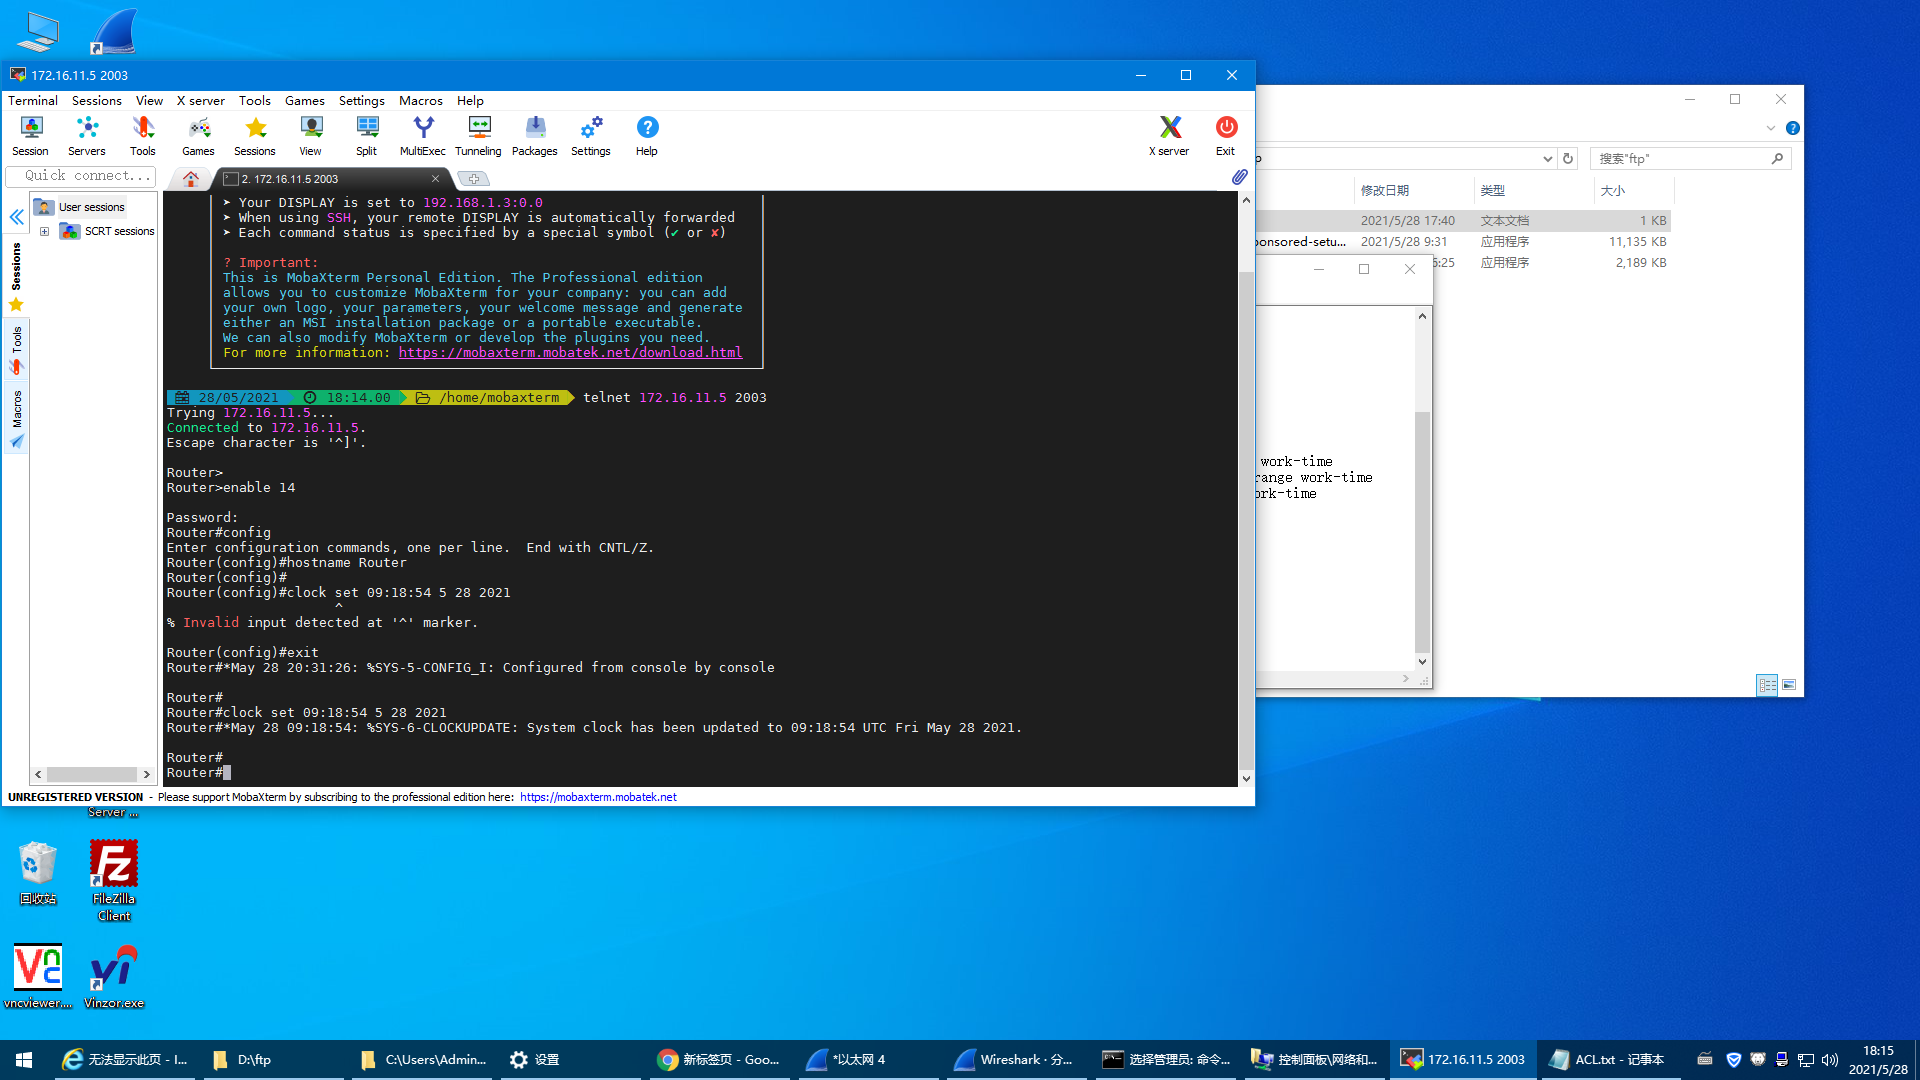 172.16.11.5 2003
Terminal Sessions View X server Tools Games Settings Macros Help
Session Servers Tools Games Sessions View Split MultiExec Tunneling Packages Settings Help X server Exit
Quick connect...
2. 172.16.11.5 2003
User sessions
SCRT sessions
Sessions
Tools
Macros
➤ Your DISPLAY is set to 192.168.1.3:0.0
➤ When using SSH, your remote DISPLAY is automatically forwarded
➤ Each command status is specified by a special symbol (✔ or ✘)
? Important:
This is MobaXterm Personal Edition. The Professional edition
allows you to customize MobaXterm for your company: you can add
your own logo, your parameters, your welcome message and generate
either an MSI installation package or a portable executable.
We can also modify MobaXterm or develop the plugins you need.
For more information: https://mobaxterm.mobatek.net/download.html
28/05/2021 18:14.00 /home/mobaxterm telnet 172.16.11.5 2003
Trying 172.16.11.5...
Connected to 172.16.11.5.
Escape character is '^]'.
Router>
Router>enable 14
Password:
Router#config
Enter configuration commands, one per line.  End with CNTL/Z.
Router(config)#hostname Router
Router(config)#
Router(config)#clock set 09:18:54 5 28 2021
^
% Invalid input detected at '^' marker.
Router(config)#exit
Router#*May 28 20:31:26: %SYS-5-CONFIG_I: Configured from console by console
Router#
Router#clock set 09:18:54 5 28 2021
Router#*May 28 09:18:54: %SYS-6-CLOCKUPDATE: System clock has been updated to 09:18:54 UTC Fri May 28 2021.
Router#
Router#
UNREGISTERED VERSION - Please support MobaXterm by subscribing to the professional edition here: https://mobaxterm.mobatek.net
搜索"ftp"
修改日期 类型 大小
2021/5/28 17:40 文本文档 1 KB
onsored-setu... 2021/5/28 9:31 应用程序 11,135 KB
5:25 应用程序 2,189 KB
work-time
range work-time
ork-time
Server ...
回收站
FileZilla Client
vncviewer....
Vinzor.exe
无法显示此页 - I...
D:\ftp
C:\Users\Admin...
设置
新标签页 - Goo...
*以太网 4
Wireshark · 分...
选择管理员: 命令...
控制面板\网络和...
172.16.11.5 2003
ACL.txt - 记事本
18:15
2021/5/28